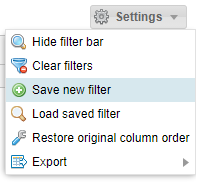 Settings
Hide filter bar
Clear filters
Save new filter
Load saved filter
Restore original column order
Export